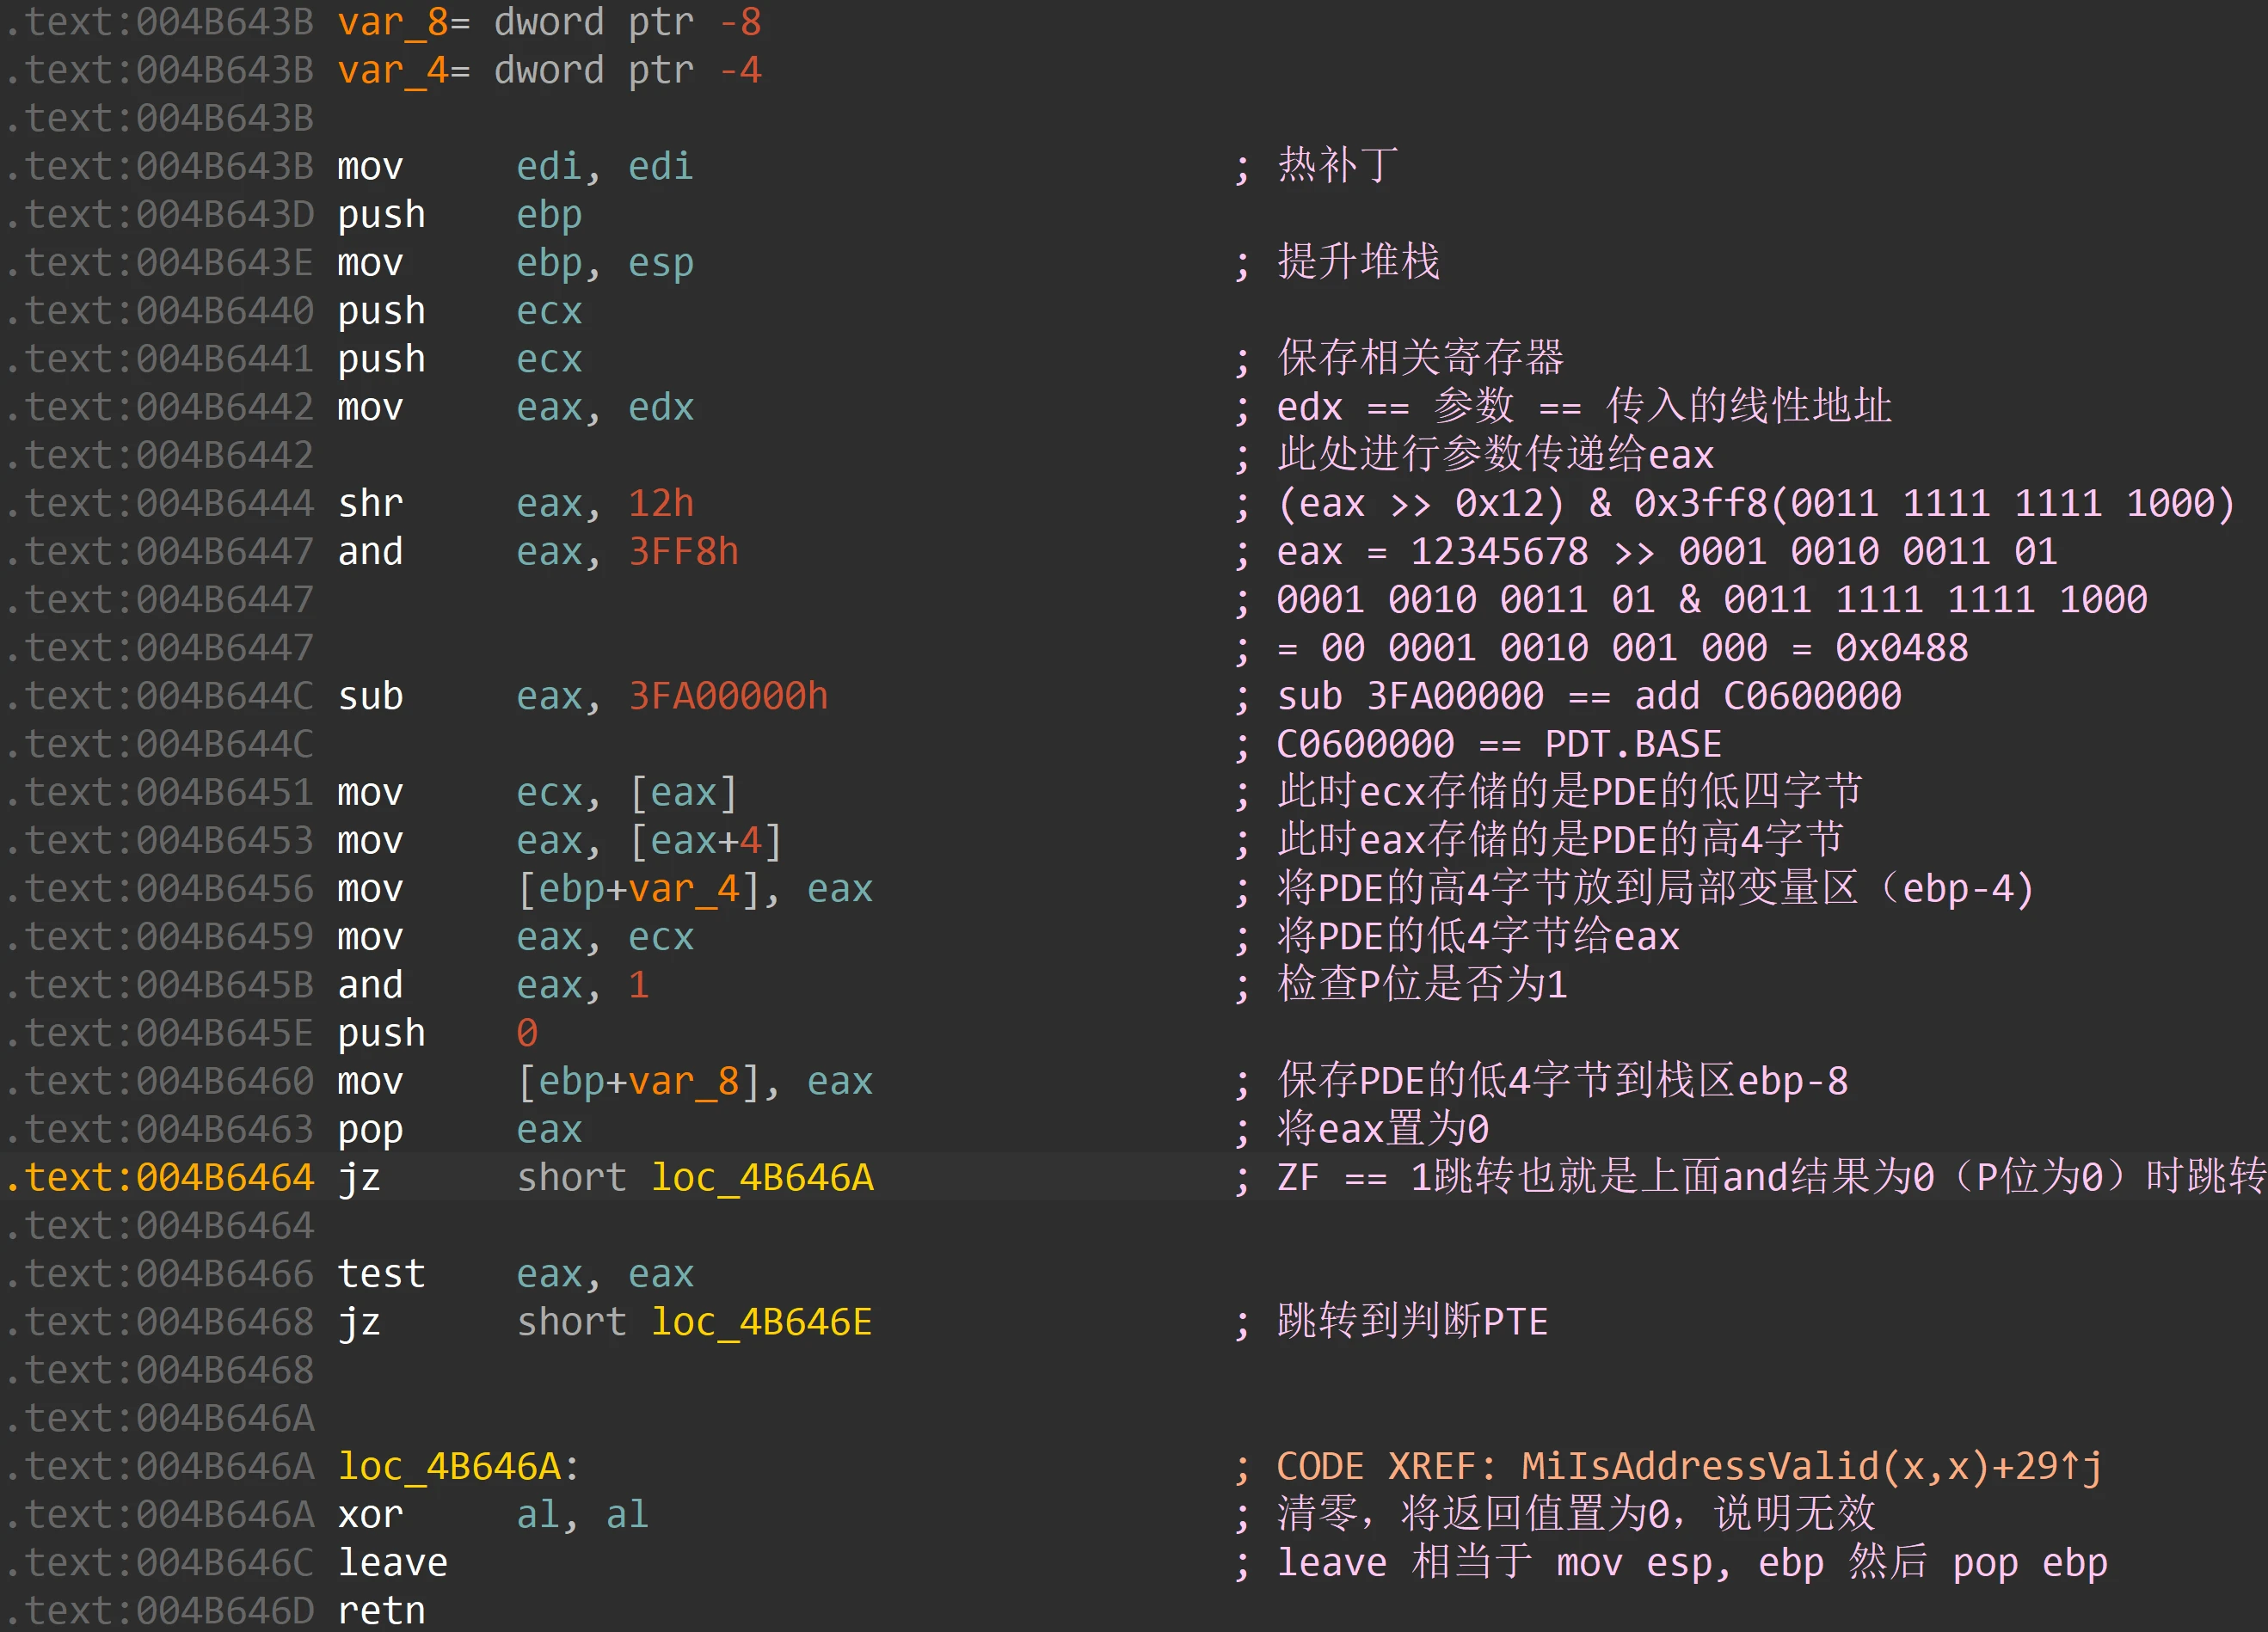 .text:004B643B var_8= dword ptr -8
.text:004B643B var_4= dword ptr -4
.text:004B643B
.text:004B643B mov edi, edi ; 热补丁
.text:004B643D push ebp
.text:004B643E mov ebp, esp ; 提升堆栈
.text:004B6440 push ecx
.text:004B6441 push ecx ; 保存相关寄存器
.text:004B6442 mov eax, edx ; edx == 参数 == 传入的线性地址
.text:004B6442 ; 此处进行参数传递给eax
.text:004B6444 shr eax, 12h ; (eax >> 0x12) & 0x3ff8(0011 1111 1111 1000)
.text:004B6447 and eax, 3FF8h ; eax = 12345678 >> 0001 0010 0011 01
.text:004B6447 ; 0001 0010 0011 01 & 0011 1111 1111 1000
.text:004B6447 ; = 00 0001 0010 001 000 = 0x0488
.text:004B644C sub eax, 3FA00000h ; sub 3FA00000 == add C0600000
.text:004B644C ; C0600000 == PDT.BASE
.text:004B6451 mov ecx, [eax] ; 此时ecx存储的是PDE的低四字节
.text:004B6453 mov eax, [eax+4] ; 此时eax存储的是PDE的高4字节
.text:004B6456 mov [ebp+var_4], eax ; 将PDE的高4字节放到局部变量区（ebp-4)
.text:004B6459 mov eax, ecx ; 将PDE的低4字节给eax
.text:004B645B and eax, 1 ; 检查P位是否为1
.text:004B645E push 0
.text:004B6460 mov [ebp+var_8], eax ; 保存PDE的低4字节到栈区ebp-8
.text:004B6463 pop eax ; 将eax置为0
.text:004B6464 jz short loc_4B646A ; ZF == 1跳转也就是上面and结果为0（P位为0）时跳转
.text:004B6464
.text:004B6466 test eax, eax
.text:004B6468 jz short loc_4B646E ; 跳转到判断PTE
.text:004B6468
.text:004B646A
.text:004B646A loc_4B646A: ; CODE XREF: MiIsAddressValid(x,x)+29↑j
.text:004B646A xor al, al ; 清零，将返回值置为0，说明无效
.text:004B646C leave ; leave 相当于 mov esp, ebp 然后 pop ebp
.text:004B646D retn